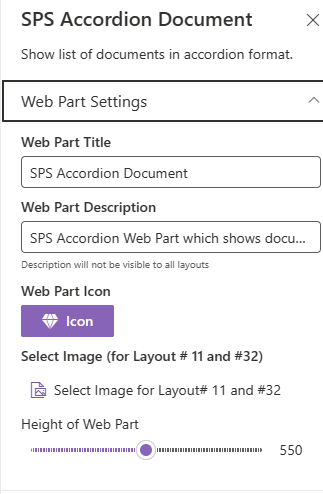 SPS Accordion Document
Show list of documents in accordion format.
Web Part Settings
Web Part Title
SPS Accordion Document
Web Part Description
SPS Accordion Web Part which shows docu...
Description will not be visible to all layouts
Web Part Icon
Icon
Select Image (for Layout # 11 and #32)
Select Image for Layout# 11 and #32
Height of Web Part
550